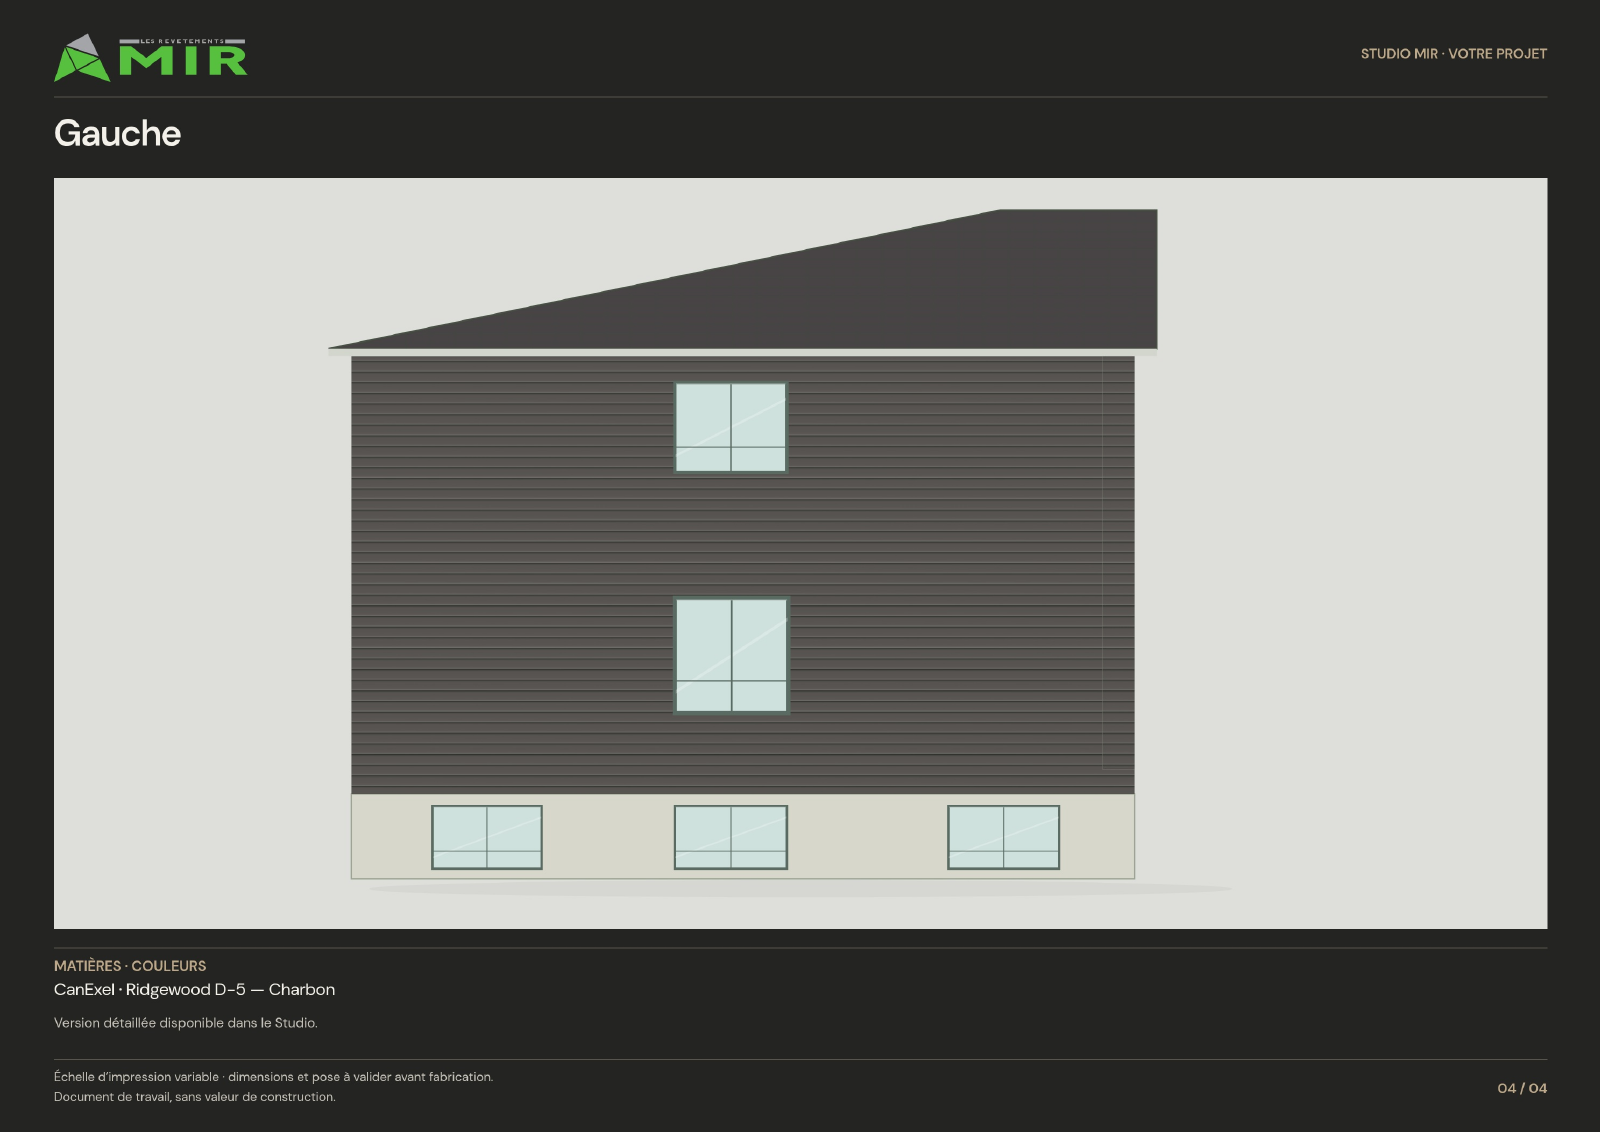 LES REVÊTEMENTS
MIR
STUDIO MIR · VOTRE PROJET
Gauche
MATIÈRES · COULEURS
CanExel · Ridgewood D-5 — Charbon
Version détaillée disponible dans le Studio.
Échelle d’impression variable · dimensions et pose à valider avant fabrication.
Document de travail, sans valeur de construction.
04 / 04